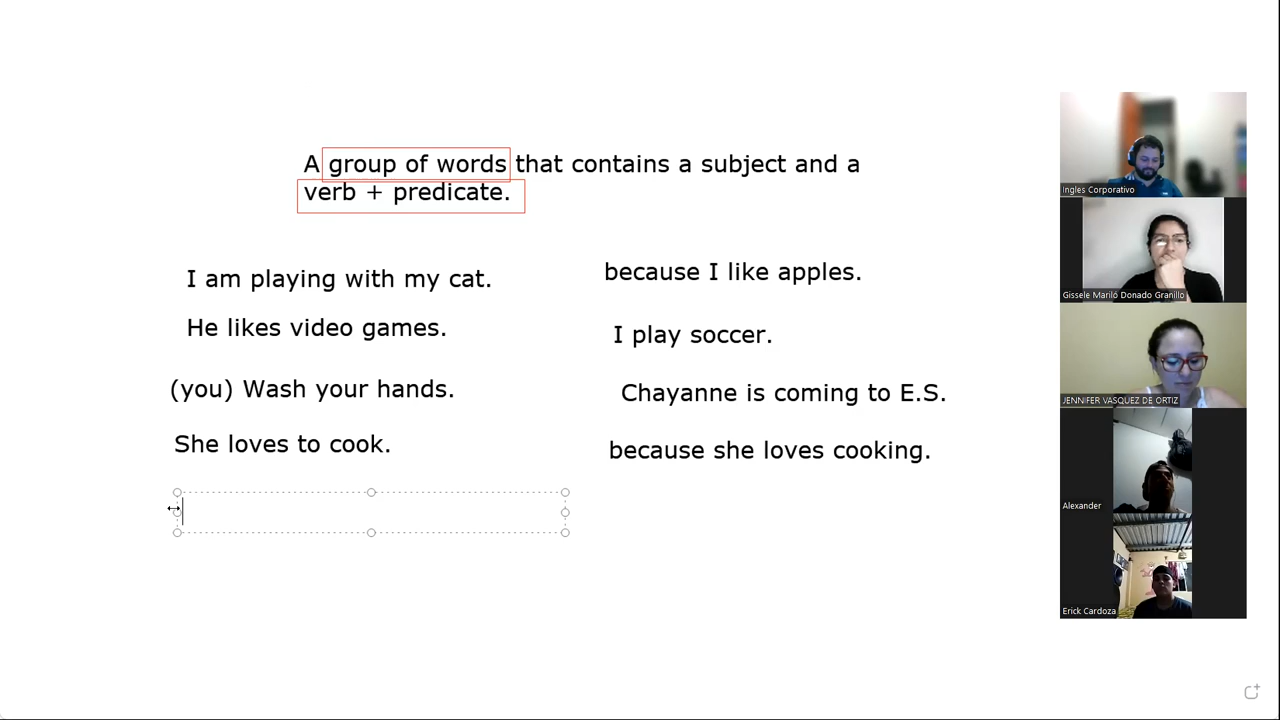 A group of words that contains a subject and a
verb + predicate.
I am playing with my cat.
He likes video games.
(you) Wash your hands.
She loves to cook.
because I like apples.
I play soccer.
Chayanne is coming to E.S.
because she loves cooking.
Ingles Corporativo
Gissele Mariló Donado Granillo
JENNIFER VASQUEZ DE ORTIZ
Alexander
Erick Cardoza